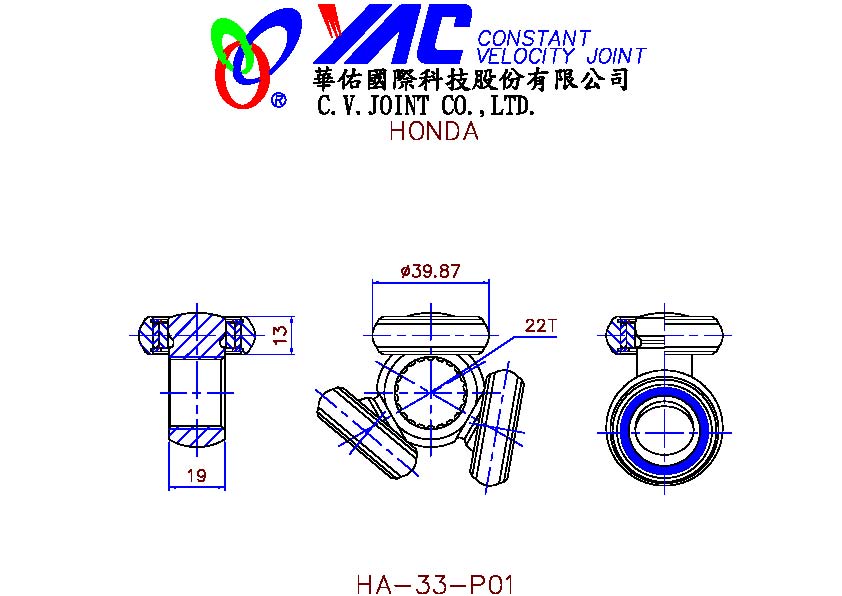 YAC CONSTANT
VELOCITY JOINT
®
華佑國際科技股份有限公司
C.V.JOINT CO.,LTD.
HONDA
ø39.87
22T
13
19
HA-33-P01